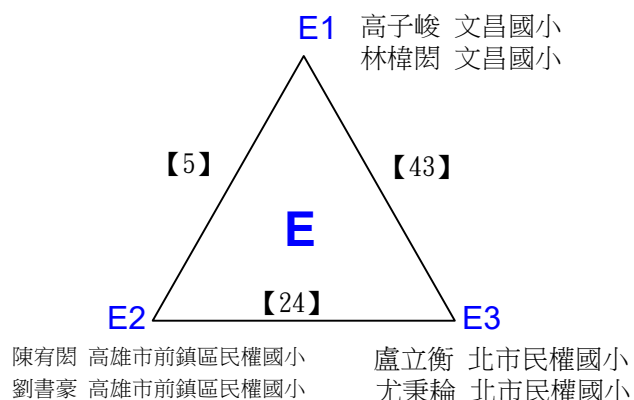 E1
高子峻 文昌國小
林椲閎 文昌國小
【5】
【43】
E
【24】
E2
E3
陳宥閎 高雄市前鎮區民權國小
劉書豪 高雄市前鎮區民權國小
盧立衡 北市民權國小
尤秉綸 北市民權國小